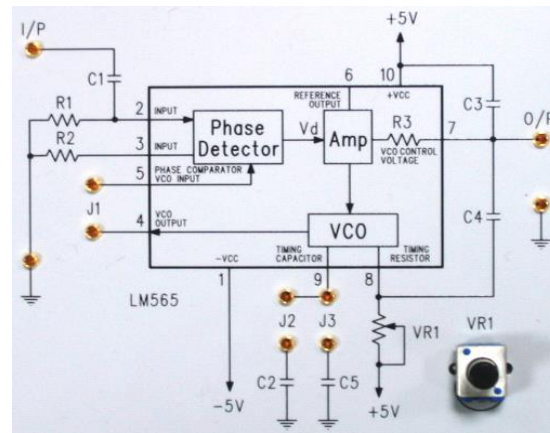 I/P
+5V
C1
6
10
REFERENCE
OUTPUT
+VCC
R1
2
INPUT
C3
O/P
Phase
Detector
Vd
Amp
R3
7
R2
3
INPUT
VCO CONTROL
VOLTAGE
5
PHASE COMPARATOR
VCO INPUT
J1
4
VCO
OUTPUT
VCO
C4
-VCC
TIMING
CAPACITOR
TIMING
RESISTOR
1
9
8
LM565
J2
J3
VR1
VR1
C2
C5
-5V
+5V